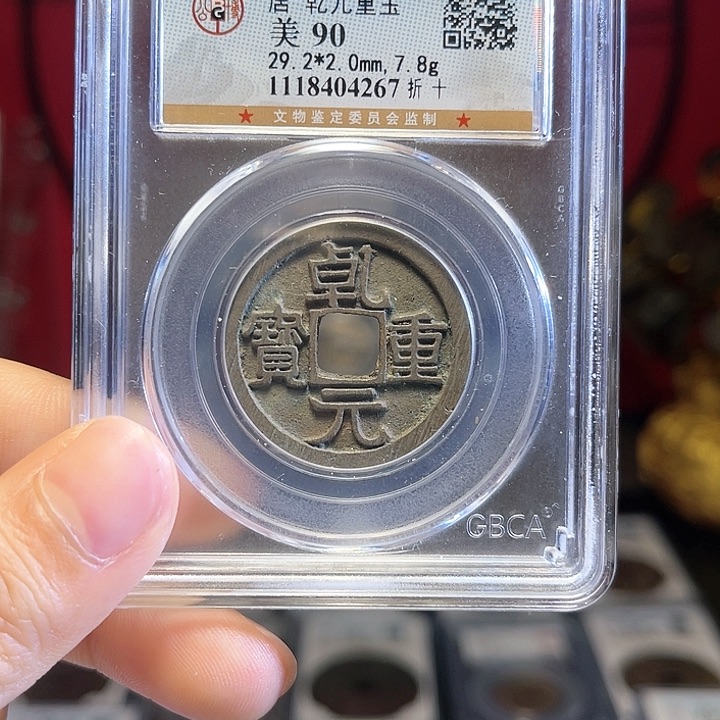 唐 乾元重宝
美 90
29.2*2.0mm, 7.8g
1118404267 折十
★ 文物鉴定委员会监制 ★
G
GBCA
乾
寶 重
元
GBCA